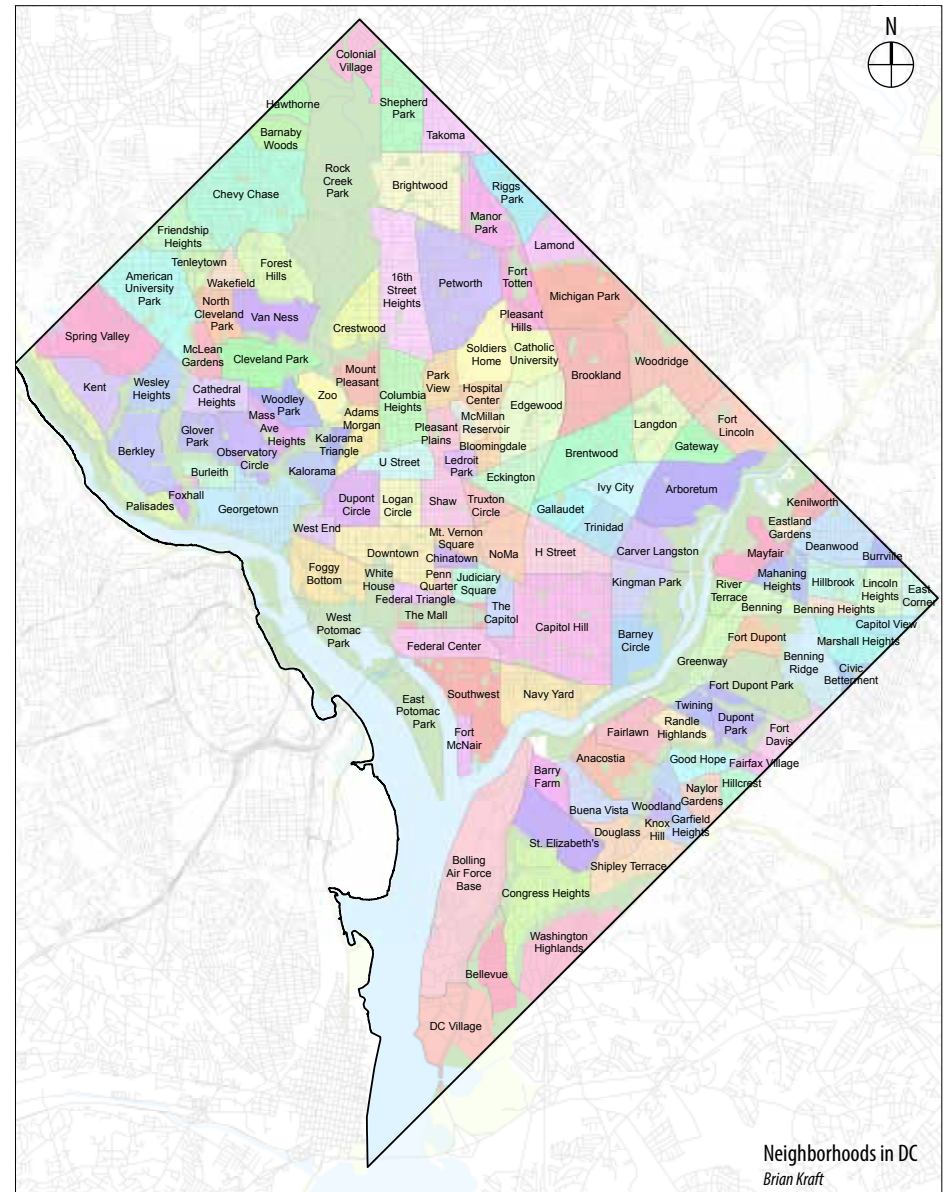 N
Colonial
Village
Hawthorne
Shepherd
Park
Barnaby
Woods
Takoma
Rock
Creek
Park
Chevy Chase
Brightwood
Riggs
Park
Manor
Park
Friendship
Heights
Lamond
Tenleytown
American
University
Park
Wakefield
Forest
Hills
16th
Street
Heights
Petworth
Fort
Totten
Michigan Park
North
Cleveland
Park
Van Ness
Pleasant
Hills
Crestwood
Spring Valley
McLean
Gardens
Cleveland Park
Soldiers
Home
Catholic
University
Woodridge
Mount
Pleasant
Park
View
Brookland
Kent
Wesley
Heights
Cathedral
Heights
Woodley
Park
Zoo
Columbia
Heights
Hospital
Center
Edgewood
Mass
Ave
Heights
Adams
Morgan
McMillan
Reservoir
Langdon
Fort
Lincoln
Glover
Park
Pleasant
Plains
Kalorama
Triangle
Bloomingdale
Gateway
Berkley
Observatory
Circle
Brentwood
U Street
Ledroit
Park
Burleith
Kalorama
Eckington
Ivy City
Arboretum
Foxhall
Palisades
Georgetown
Dupont
Circle
Logan
Circle
Shaw
Truxton
Circle
Gallaudet
Kenilworth
West End
Trinidad
Eastland
Gardens
Mt. Vernon
Square
Chinatown
Downtown
NoMa
H Street
Carver Langston
Mayfair
Deanwood
Burrville
Foggy
Bottom
White
House
Penn
Quarter
Judiciary
Square
Kingman Park
River
Terrace
Mahaning
Heights
Hillbrook
Lincoln
Heights
East
Corner
Federal Triangle
Benning
Benning Heights
The Mall
The
Capitol
Capitol View
West
Potomac
Park
Capitol Hill
Barney
Circle
Fort Dupont
Marshall Heights
Federal Center
Greenway
Benning
Ridge
Civic
Betterment
Fort Dupont Park
East
Potomac
Park
Southwest
Navy Yard
Twining
Dupont
Park
Randle
Highlands
Fort
Davis
Fort
McNair
Fairlawn
Anacostia
Good Hope
Fairfax Village
Barry
Farm
Hillcrest
Naylor
Gardens
Buena Vista
Woodland
Knox
Hill
Garfield
Heights
Douglass
St. Elizabeth's
Shipley Terrace
Bolling
Air Force
Base
Congress Heights
Washington
Highlands
Bellevue
DC Village
Neighborhoods in DC
Brian Kraft